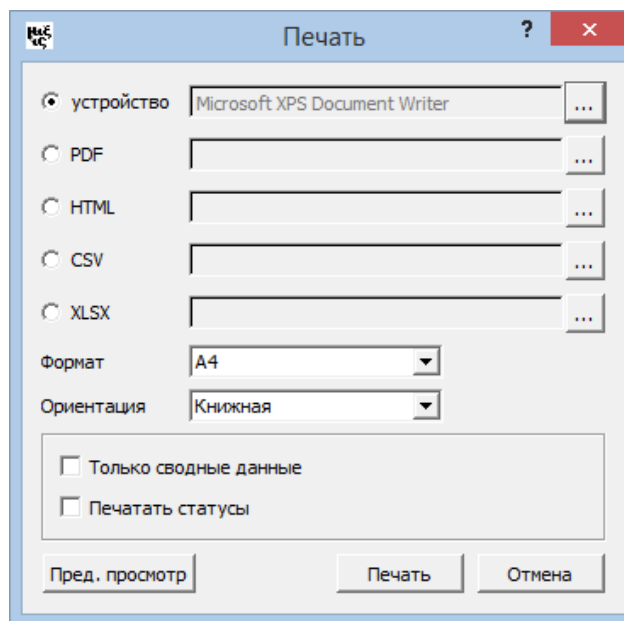 Печать
?
устройство Microsoft XPS Document Writer ...
PDF ...
HTML ...
CSV ...
XLSX ...
Формат A4
Ориентация Книжная
Только сводные данные
Печатать статусы
Пред. просмотр Печать Отмена